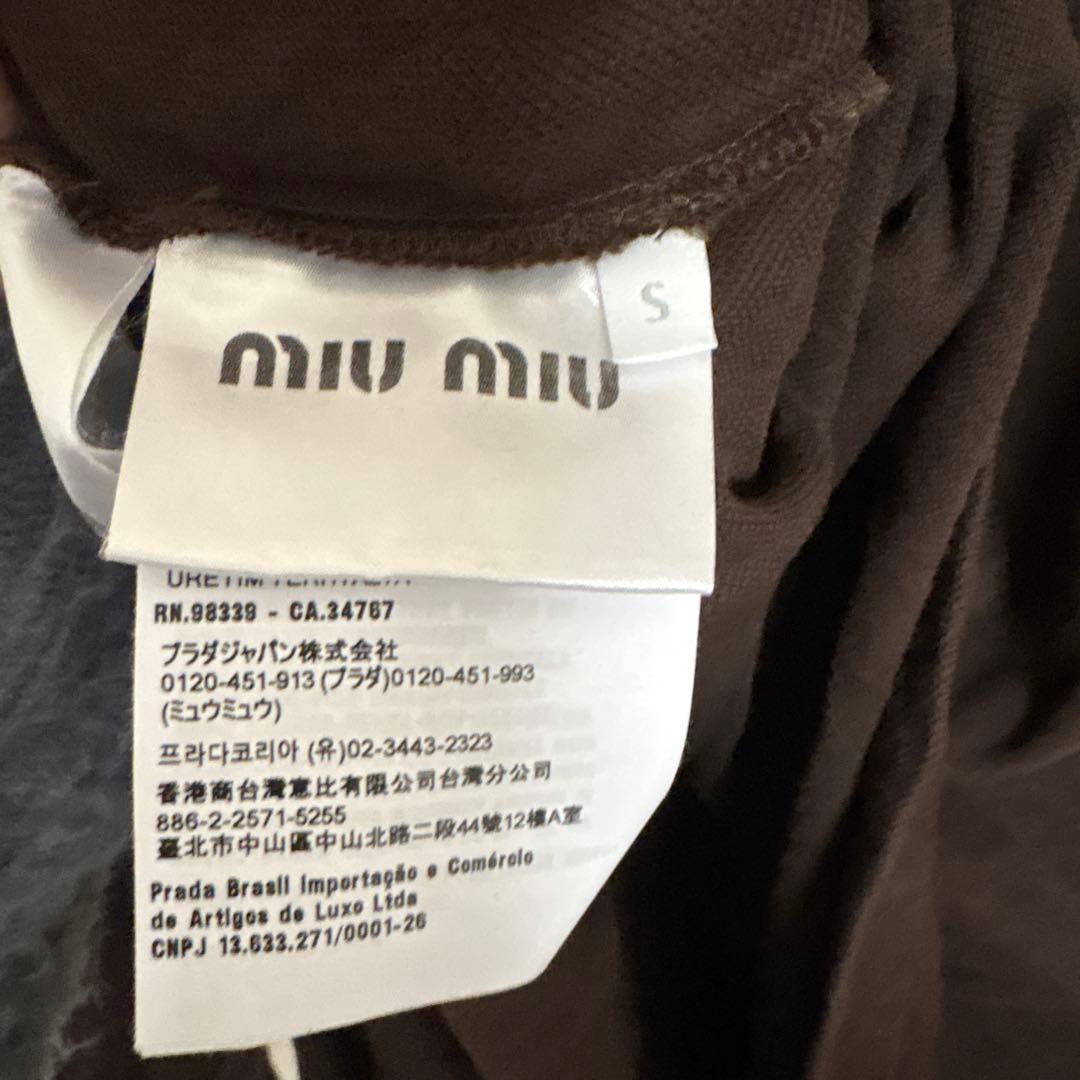 S
MIU MIU
RN.98339 - CA.34767
プラダジャパン株式会社
0120-451-913 (プラダ)0120-451-993
(ミュウミュウ)
프라다코리아 (유)02-3443-2323
香港商台灣意比有限公司台灣分公司
886-2-2571-5255
臺北市中山區中山北路二段44號12樓A室
Prada Brasil Importação e Comércio
de Artigos de Luxo Ltda
CNPJ 13.633.271/0001-26